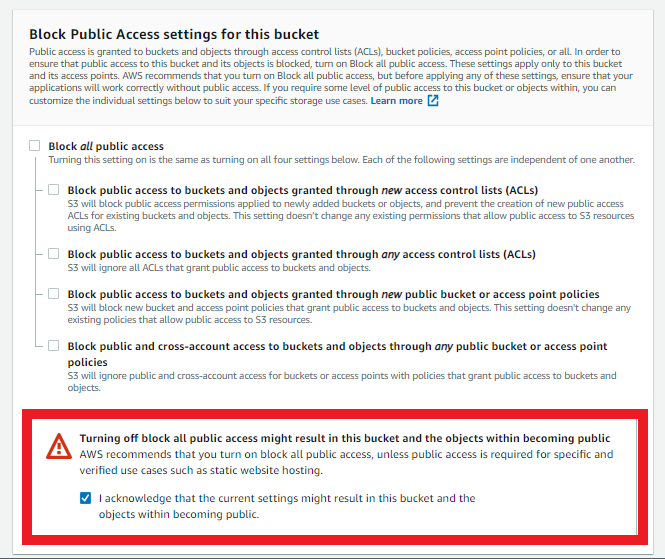 Block Public Access settings for this bucket
Public access is granted to buckets and objects through access control lists (ACLs), bucket policies, access point policies, or all. In order to
ensure that public access to this bucket and its objects is blocked, turn on Block all public access. These settings apply only to this bucket
and its access points. AWS recommends that you turn on Block all public access, but before applying any of these settings, ensure that your
applications will work correctly without public access. If you require some level of public access to this bucket or objects within, you can
customize the individual settings below to suit your specific storage use cases. Learn more
Block all public access
Turning this setting on is the same as turning on all four settings below. Each of the following settings are independent of one another.
Block public access to buckets and objects granted through new access control lists (ACLs)
S3 will block public access permissions applied to newly added buckets or objects, and prevent the creation of new public access
ACLs for existing buckets and objects. This setting doesn't change any existing permissions that allow public access to S3 resources
using ACLs.
Block public access to buckets and objects granted through any access control lists (ACLs)
S3 will ignore all ACLs that grant public access to buckets and objects.
Block public access to buckets and objects granted through new public bucket or access point policies
S3 will block new bucket and access point policies that grant public access to buckets and objects. This setting doesn't change any
existing policies that allow public access to S3 resources.
Block public and cross-account access to buckets and objects through any public bucket or access point
policies
S3 will ignore public and cross-account access for buckets or access points with policies that grant public access to buckets and
objects.
Turning off block all public access might result in this bucket and the objects within becoming public
AWS recommends that you turn on block all public access, unless public access is required for specific and
verified use cases such as static website hosting.
I acknowledge that the current settings might result in this bucket and the
objects within becoming public.